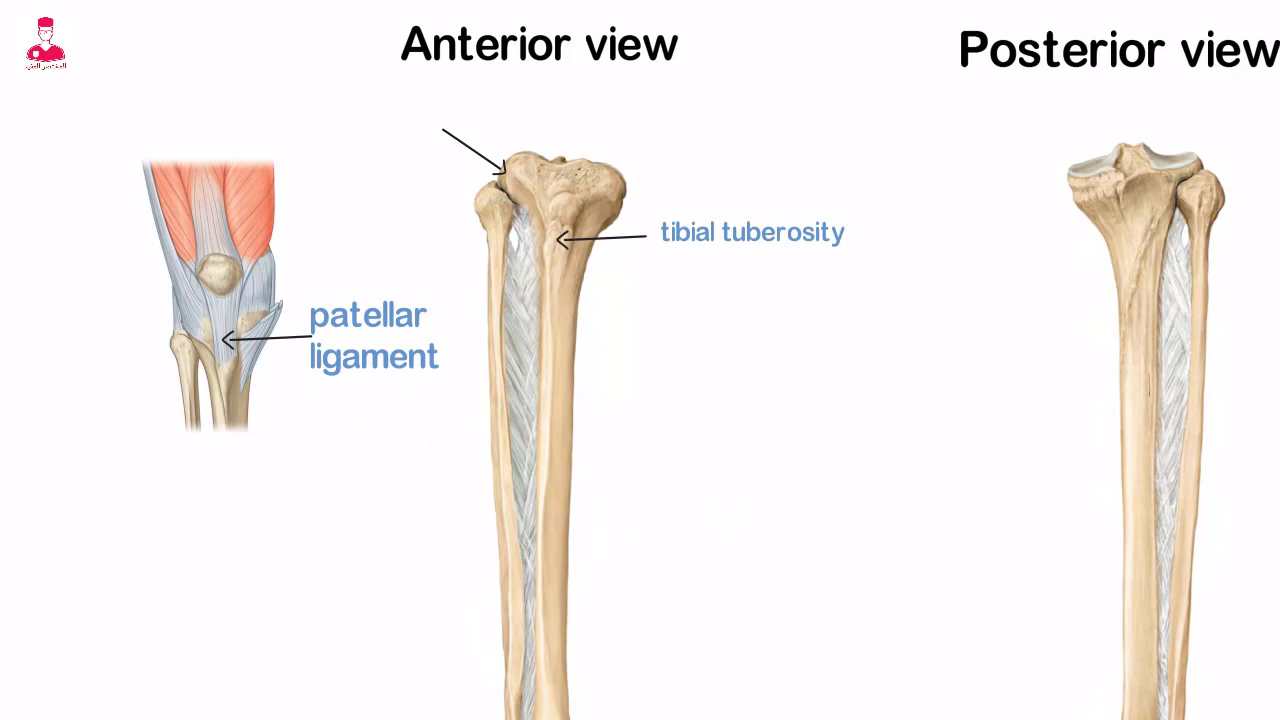 Anterior view
Posterior view
tibial tuberosity
patellar
ligament